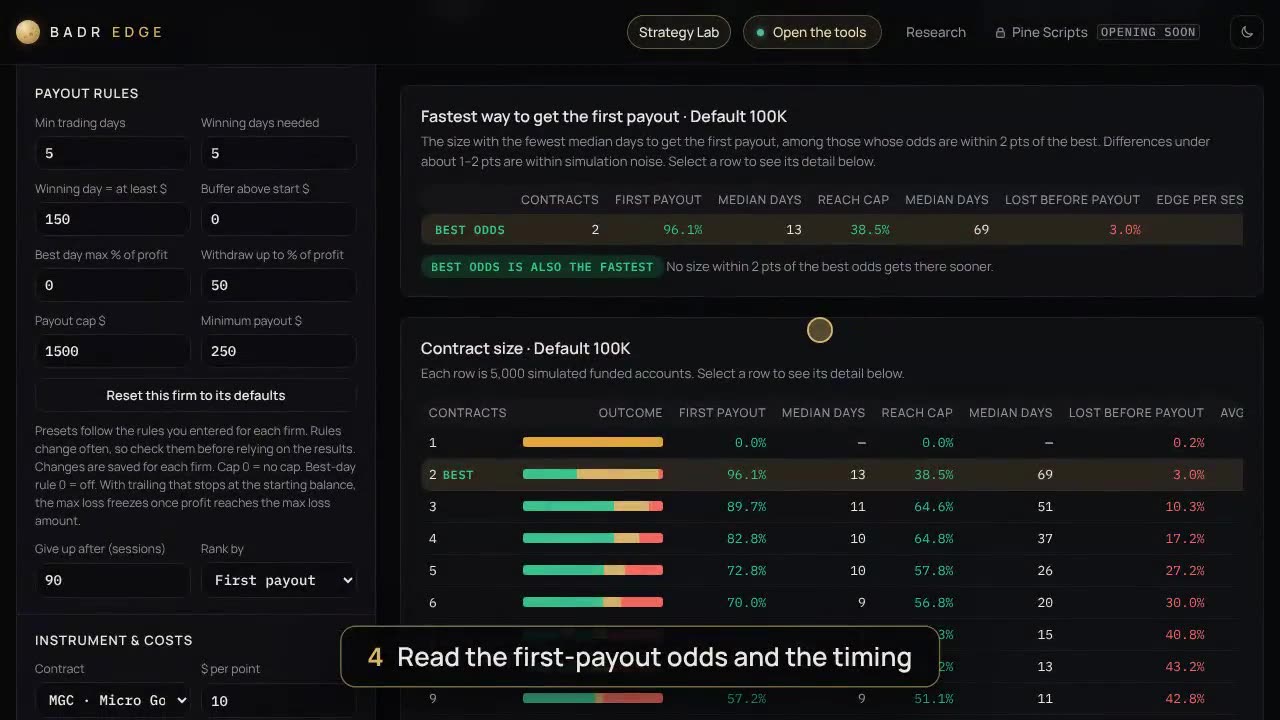 BADR EDGE
Strategy Lab
Open the tools
Research
Pine Scripts
OPENING SOON
PAYOUT RULES
Min trading days
Winning days needed
5
5
Winning day = at least $
Buffer above start $
150
0
Best day max % of profit
Withdraw up to % of profit
0
50
Payout cap $
Minimum payout $
1500
250
Reset this firm to its defaults
Presets follow the rules you entered for each firm. Rules
change often, so check them before relying on the results.
Changes are saved for each firm. Cap 0 = no cap. Best-day
rule 0 = off. With trailing that stops at the starting balance,
the max loss freezes once profit reaches the max loss
amount.
Give up after (sessions)
Rank by
90
First payout
INSTRUMENT & COSTS
Contract
$ per point
MGC · Micro Go
10
Fastest way to get the first payout · Default 100K
The size with the fewest median days to get the first payout, among those whose odds are within 2 pts of the best. Differences under
about 1–2 pts are within simulation noise. Select a row to see its detail below.
CONTRACTS FIRST PAYOUT MEDIAN DAYS REACH CAP MEDIAN DAYS LOST BEFORE PAYOUT EDGE PER SES
BEST ODDS 2 96.1% 13 38.5% 69 3.0%
BEST ODDS IS ALSO THE FASTEST No size within 2 pts of the best odds gets there sooner.
Contract size · Default 100K
Each row is 5,000 simulated funded accounts. Select a row to see its detail below.
CONTRACTS OUTCOME FIRST PAYOUT MEDIAN DAYS REACH CAP MEDIAN DAYS LOST BEFORE PAYOUT AVG
1 0.0% — 0.0% — 0.2%
2 BEST 96.1% 13 38.5% 69 3.0%
3 89.7% 11 64.6% 51 10.3%
4 82.8% 10 64.8% 37 17.2%
5 72.8% 10 57.8% 26 27.2%
6 70.0% 9 56.8% 20 30.0%
3% 15 40.8%
2% 13 43.2%
9 57.2% 9 51.1% 11 42.8%
4 Read the first-payout odds and the timing